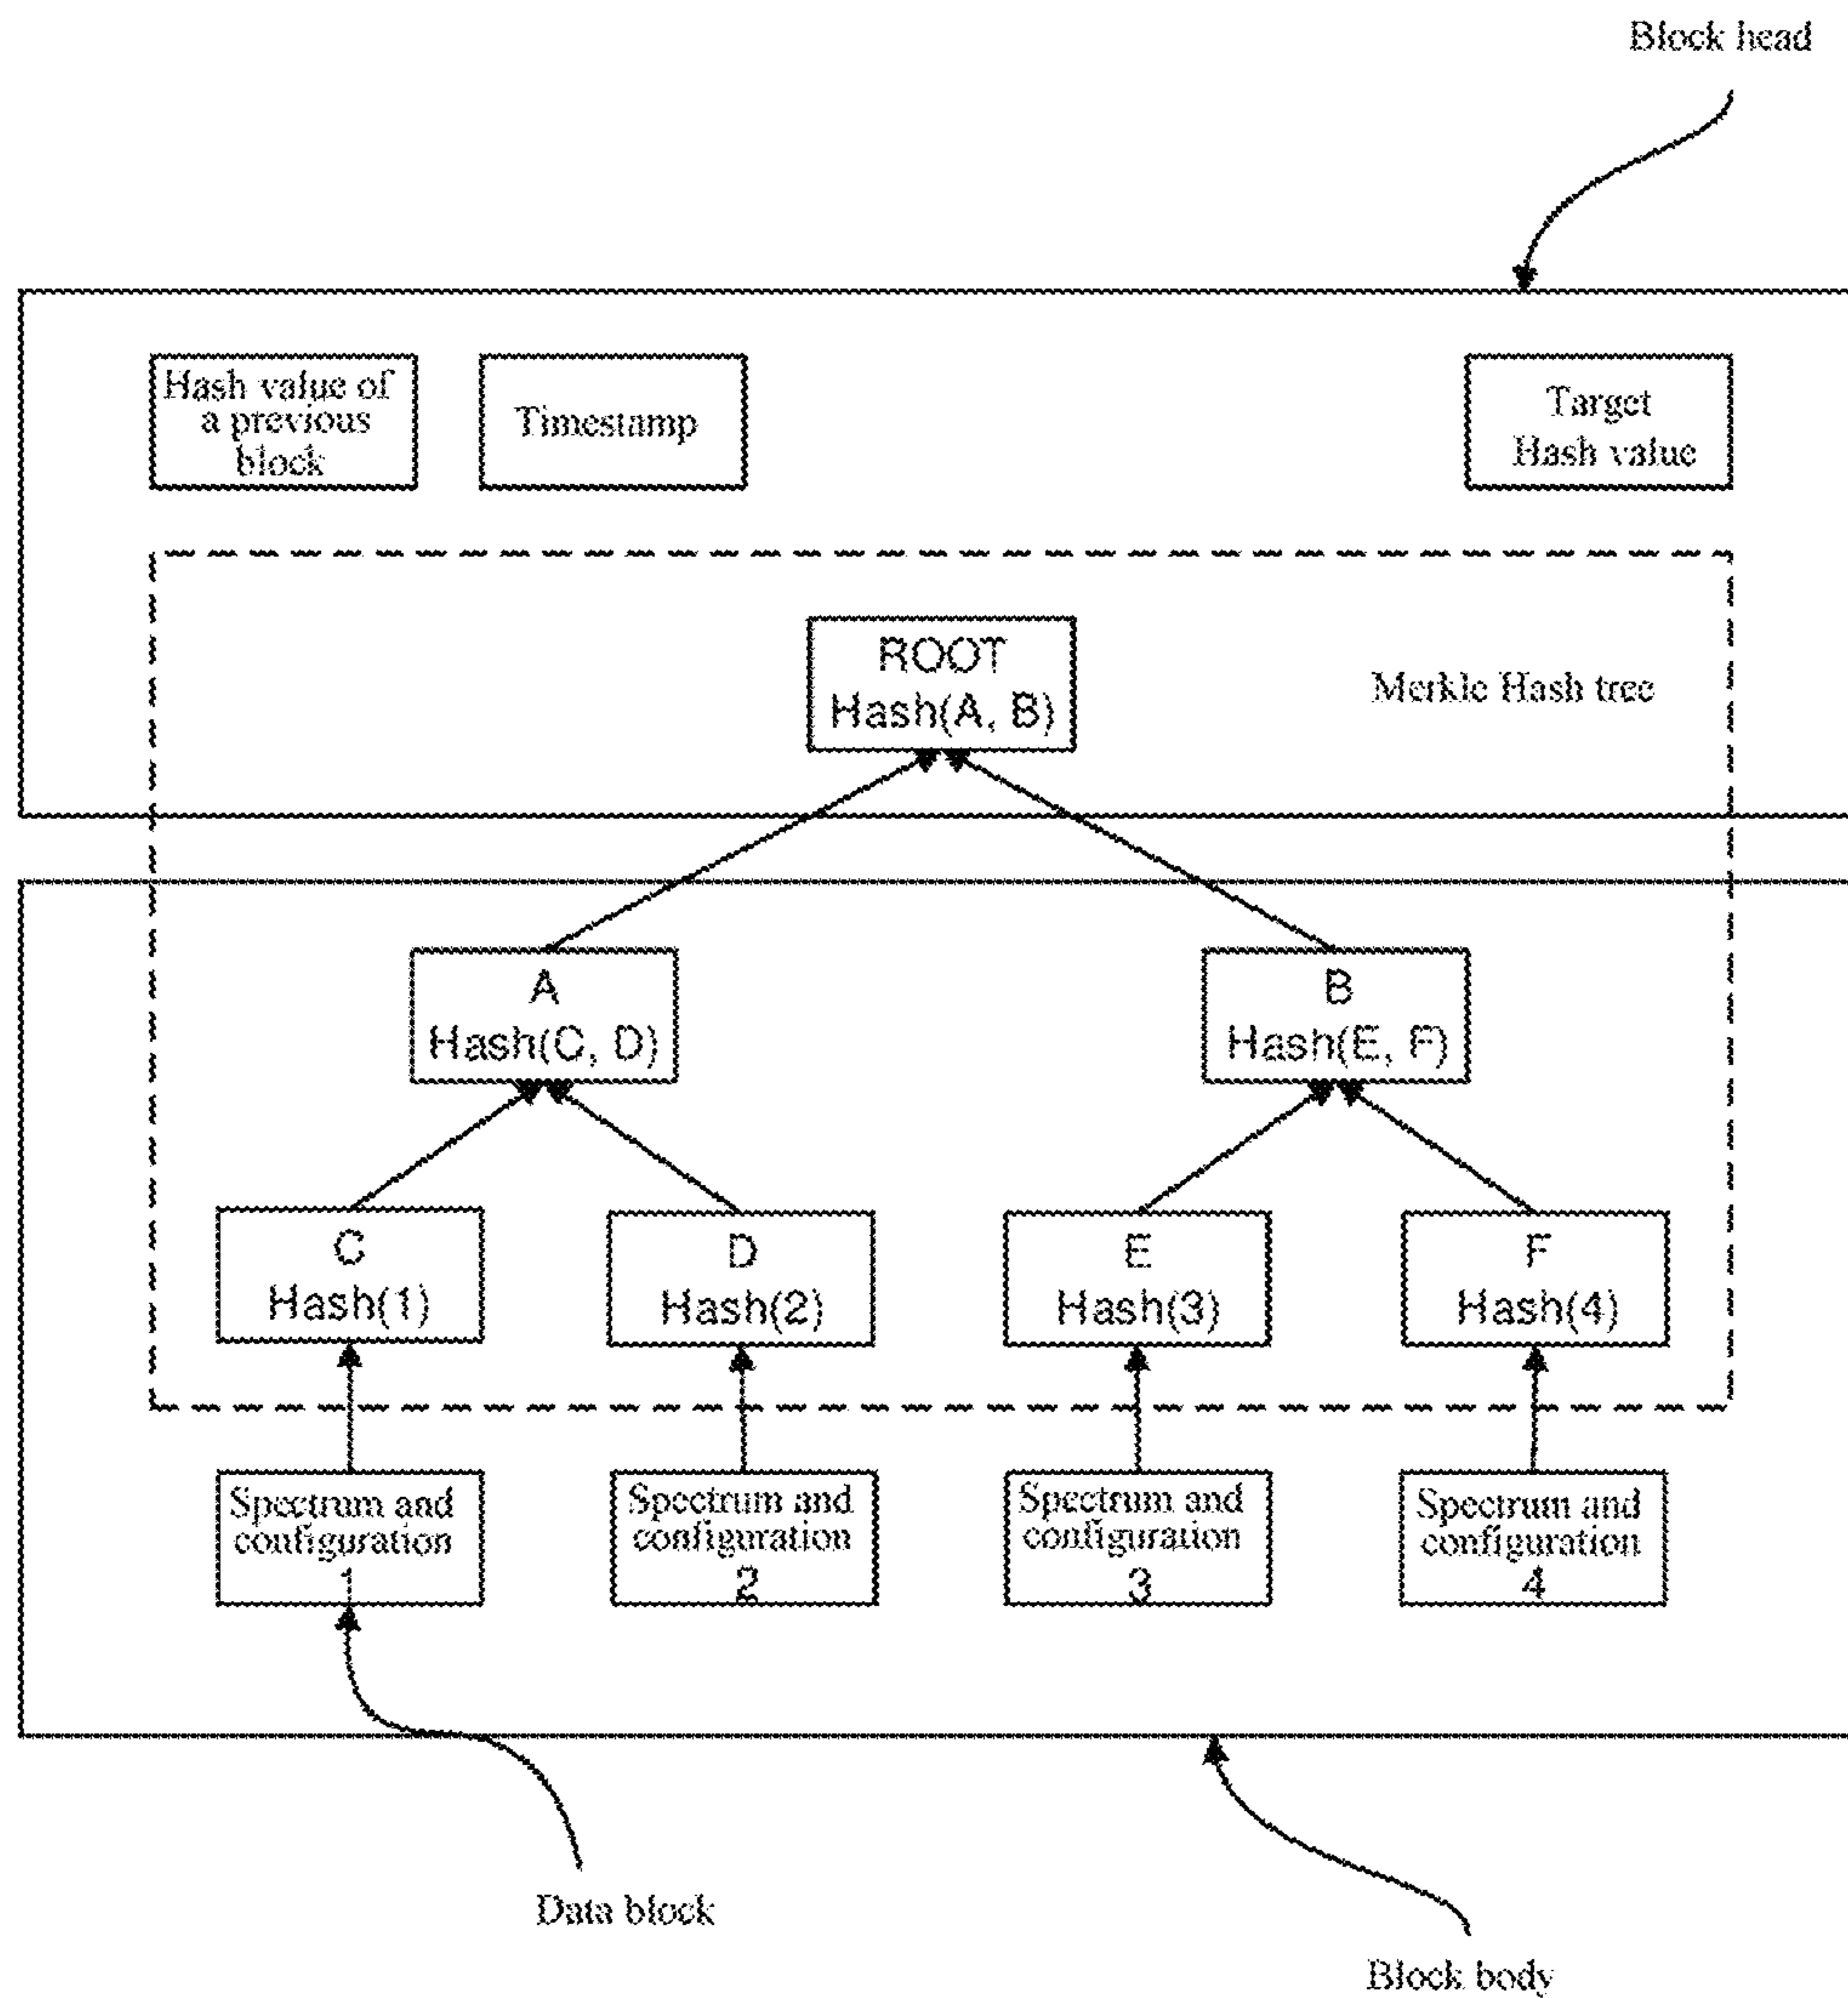 Block head
Hash value of
a previous
block
Timestamp
Target
Hash value
ROOT
Hash(A, B)
Merkle Hash tree
A
Hash(C, D)
B
Hash(E, F)
C
Hash(1)
D
Hash(2)
E
Hash(3)
F
Hash(4)
Spectrum and
configuration
1
Spectrum and
configuration
2
Spectrum and
configuration
3
Spectrum and
configuration
4
Data block
Block body